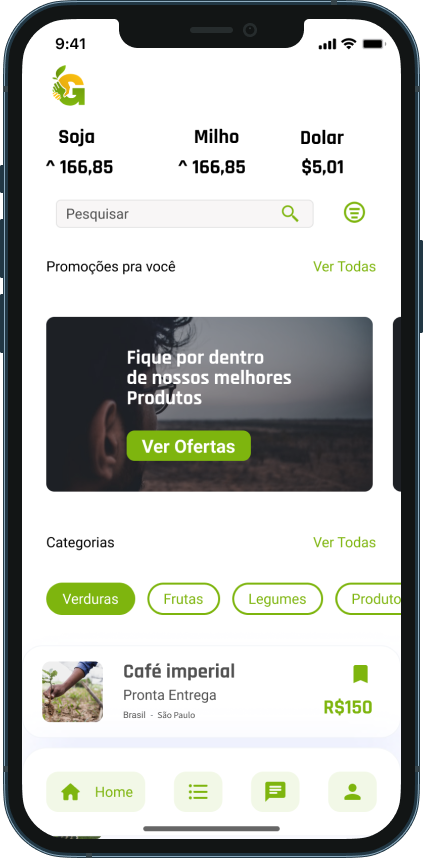 9:41
G
Soja Milho Dolar
^ 166,85 ^ 166,85 $5,01
Pesquisar
Promoções pra você Ver Todas
Fique por dentro
de nossos melhores
Produtos
Ver Ofertas
Categorias Ver Todas
Verduras Frutas Legumes Produto
Café imperial
Pronta Entrega
R$150
Brasil - São Paulo
Home